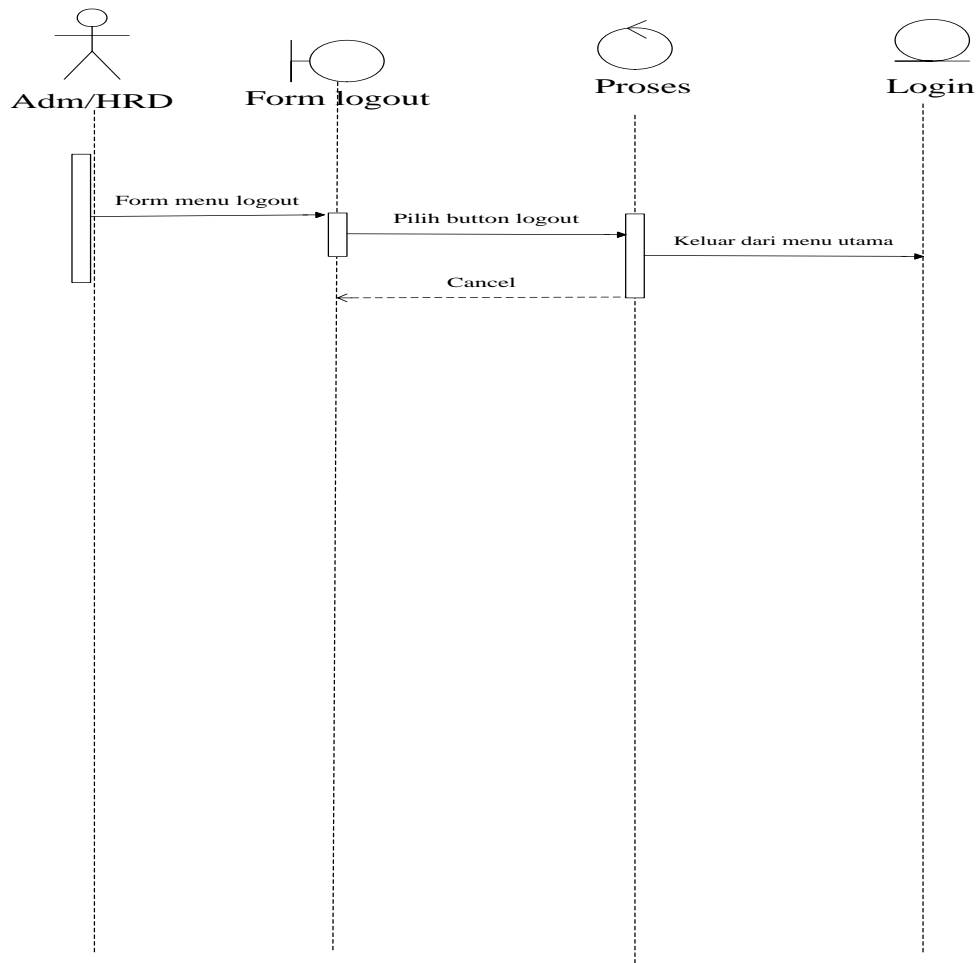 Adm/HRD
Form logout
Proses
Login
Form menu logout
Pilih button logout
Keluar dari menu utama
Cancel